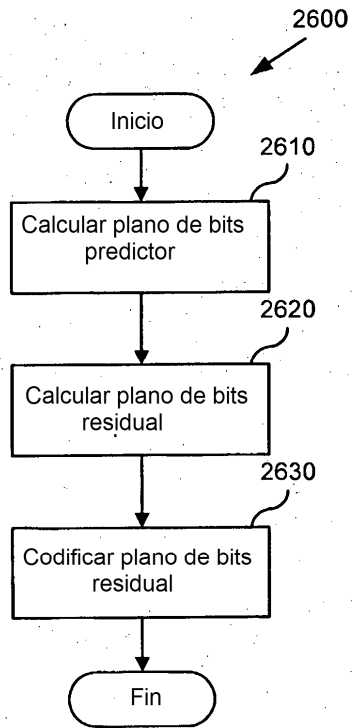 2600
Inicio
2610
Calcular plano de bits
predictor
2620
Calcular plano de bits
residual
2630
Codificar plano de bits
residual
Fin